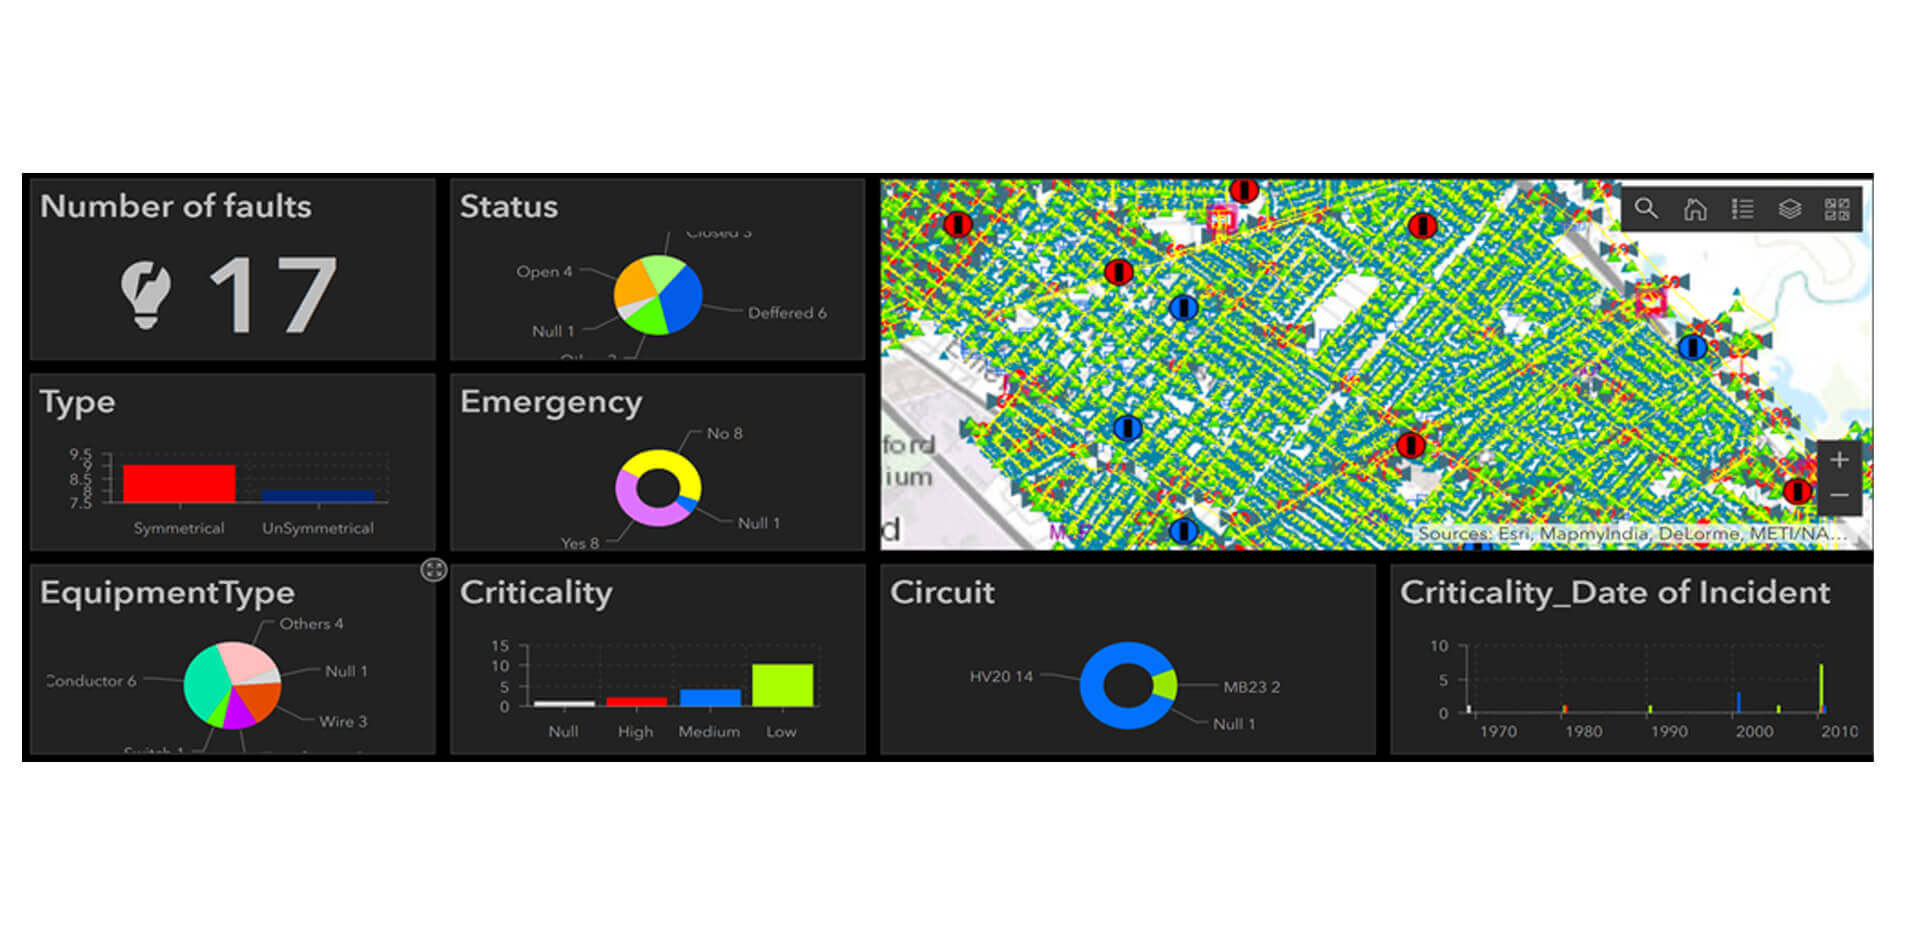 Number of faults
17
Status
Closed 3
Open 4
Deffered 6
Null 1
Type
9.5
9
8.5
8
7.5
Symmetrical
UnSymmetrical
Emergency
No 8
Null 1
Yes 8
ford
ium
d
Sources: Esri, MapmyIndia, DeLorme, METI/NA...
EquipmentType
Others 4
Null 1
Conductor 6
Wire 3
Switch 1
Criticality
15
10
5
0
Null
High
Medium
Low
Circuit
HV20 14
MB23 2
Null 1
Criticality_Date of Incident
10
5
0
1970
1980
1990
2000
2010